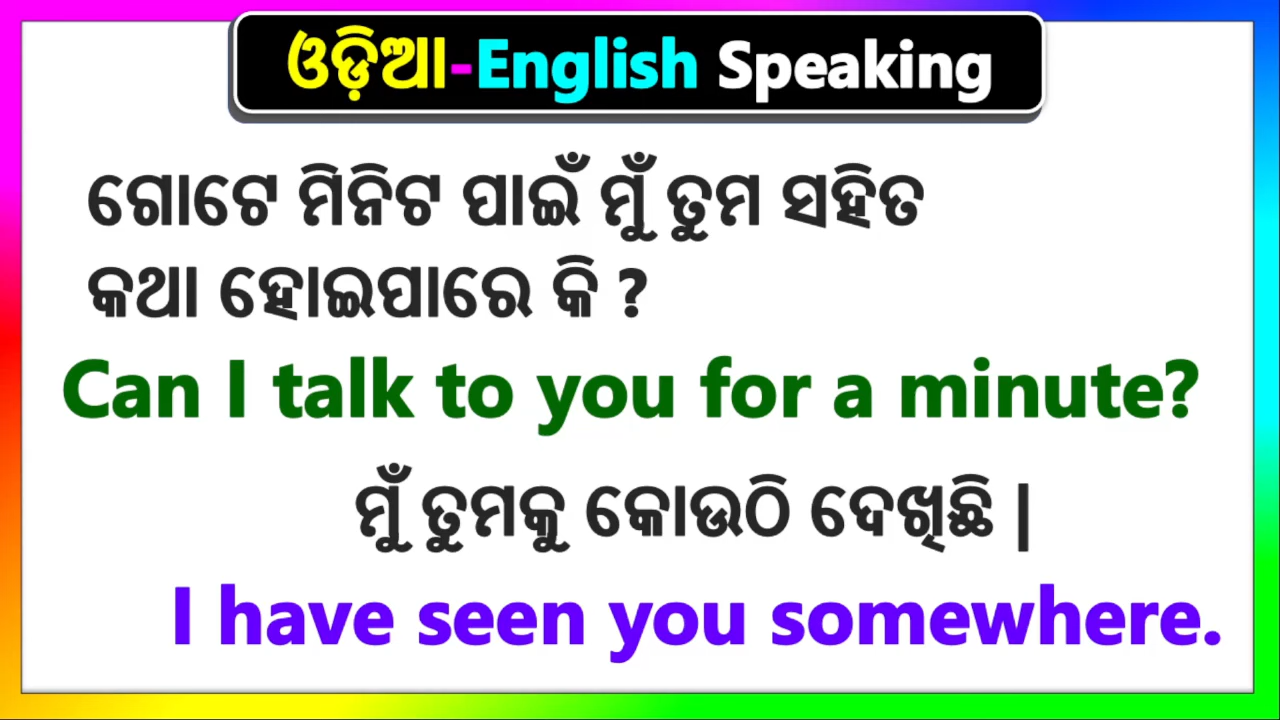 ଓଡ଼ିଆ-English Speaking
ଗୋଟେ ମିନିଟ ପାଇଁ ମୁଁ ତୁମ ସହିତ
କଥା ହୋଇପାରେ କି ?
Can I talk to you for a minute?
ମୁଁ ତୁମକୁ କୋଉଠି ଦେଖିଛି |
I have seen you somewhere.